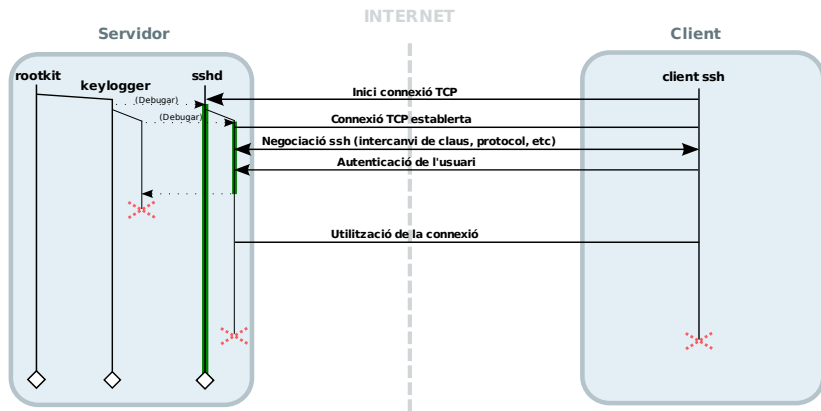 INTERNET
Servidor
Client
rootkit
keylogger
sshd
client ssh
(Debugar)
Inici connexió TCP
(Debugar)
Connexió TCP establerta
Negociació ssh (intercanvi de claus, protocol, etc)
Autenticació de l'usuari
Utilització de la connexió